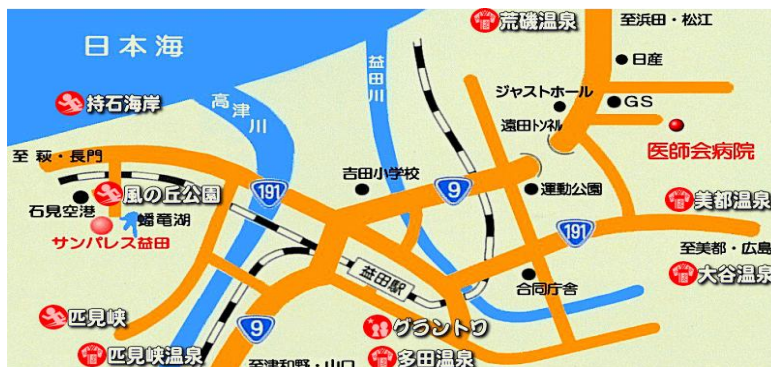 荒磯温泉
至浜田・松江
日本海
日産
益田川
ジャストホール
GS
持石海岸
高津川
遠田トンネル
医師会病院
至 萩・長門
吉田小学校
191
9
運動公園
風の丘公園
石見空港
美都温泉
蟠竜湖
サンパレス益田
191
至美都・広島
益田駅
合同庁舎
大谷温泉
匹見峡
9
グラントワ
匹見峡温泉
至津和野・山口
多田温泉